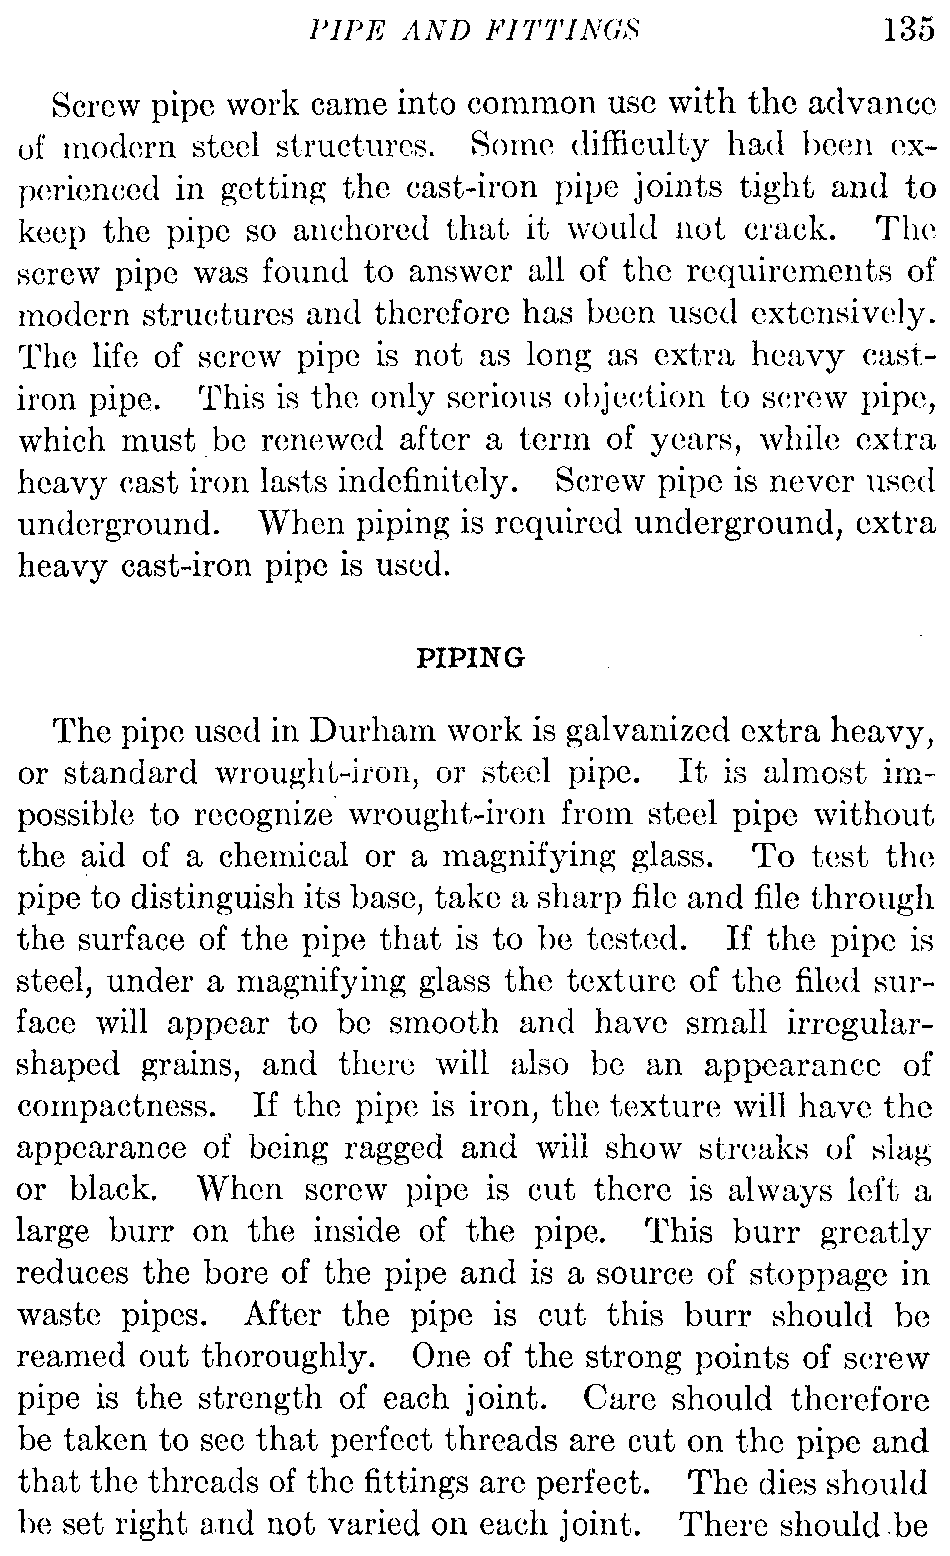 PIPE AND FITTINGS 135
Screw pipe work came into common use with the advance
of modern steel structures. Some difficulty had been ex-
perienced in getting the cast-iron pipe joints tight and to
keep the pipe so anchored that it would not crack. The
screw pipe was found to answer all of the requirements of
modern structures and therefore has been used extensively.
The life of screw pipe is not as long as extra heavy cast-
iron pipe. This is the only serious objection to screw pipe,
which must be renewed after a term of years, while extra
heavy cast iron lasts indefinitely. Screw pipe is never used
underground. When piping is required underground, extra
heavy cast-iron pipe is used.
PIPING
The pipe used in Durham work is galvanized extra heavy,
or standard wrought-iron, or steel pipe. It is almost im-
possible to recognize wrought-iron from steel pipe without
the aid of a chemical or a magnifying glass. To test the
pipe to distinguish its base, take a sharp file and file through
the surface of the pipe that is to be tested. If the pipe is
steel, under a magnifying glass the texture of the filed sur-
face will appear to be smooth and have small irregular-
shaped grains, and there will also be an appearance of
compactness. If the pipe is iron, the texture will have the
appearance of being ragged and will show streaks of slag
or black. When screw pipe is cut there is always left a
large burr on the inside of the pipe. This burr greatly
reduces the bore of the pipe and is a source of stoppage in
waste pipes. After the pipe is cut this burr should be
reamed out thoroughly. One of the strong points of screw
pipe is the strength of each joint. Care should therefore
be taken to see that perfect threads are cut on the pipe and
that the threads of the fittings are perfect. The dies should
be set right and not varied on each joint. There should be